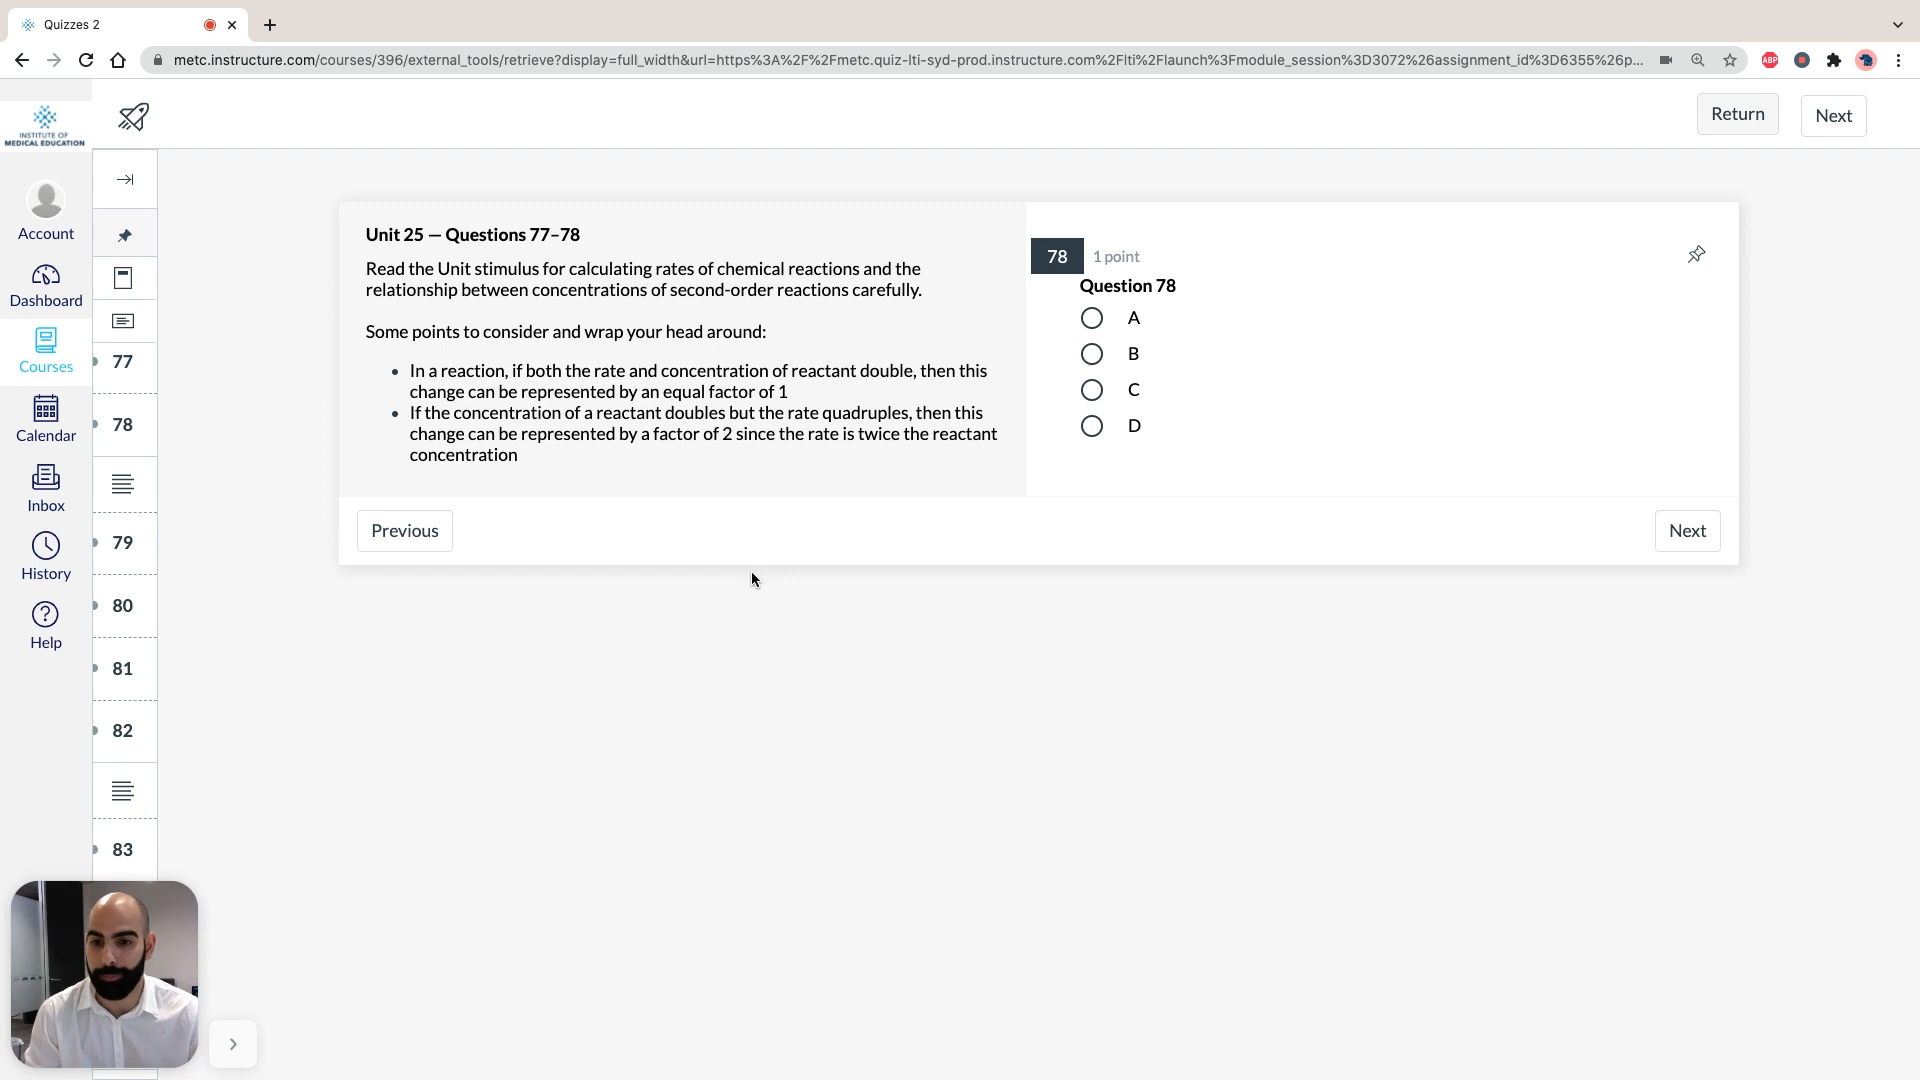 Quizzes 2
metc.instructure.com/courses/396/external_tools/retrieve?display=full_width&url=https%3A%2F%2Fmetc.quiz-lti-syd-prod.instructure.com%2Flti%2Flaunch%3Fmodule_session%3D3072%26assignment_id%3D6355%26p...
ABP
INSTITUTE OF
MEDICAL EDUCATION
Return
Next
Account
Dashboard
Courses
Calendar
Inbox
History
Help
77
78
79
80
81
82
83
Unit 25 – Questions 77–78
Read the Unit stimulus for calculating rates of chemical reactions and the
relationship between concentrations of second-order reactions carefully.
Some points to consider and wrap your head around:
• In a reaction, if both the rate and concentration of reactant double, then this
change can be represented by an equal factor of 1
• If the concentration of a reactant doubles but the rate quadruples, then this
change can be represented by a factor of 2 since the rate is twice the reactant
concentration
78 1 point
Question 78
A
B
C
D
Previous
Next